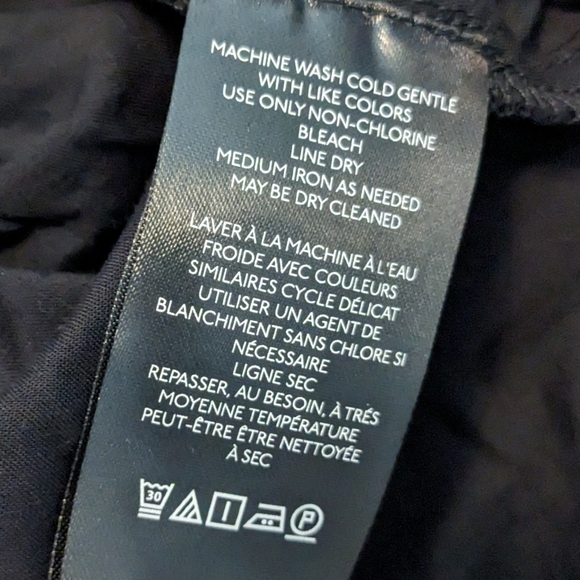 MACHINE WASH COLD GENTLE
WITH LIKE COLORS
USE ONLY NON-CHLORINE
BLEACH
LINE DRY
MEDIUM IRON AS NEEDED
MAY BE DRY CLEANED
LAVER À LA MACHINE À L'EAU
FROIDE AVEC COULEURS
SIMILAIRES CYCLE DÉLICAT
UTILISER UN AGENT DE
BLANCHIMENT SANS CHLORE SI
NÉCESSAIRE
LIGNE SEC
REPASSER, AU BESOIN, À TRÉS
MOYENNE TEMPÉRATURE
PEUT-ÊTRE ÊTRE NETTOYÉE
À SEC
30 P